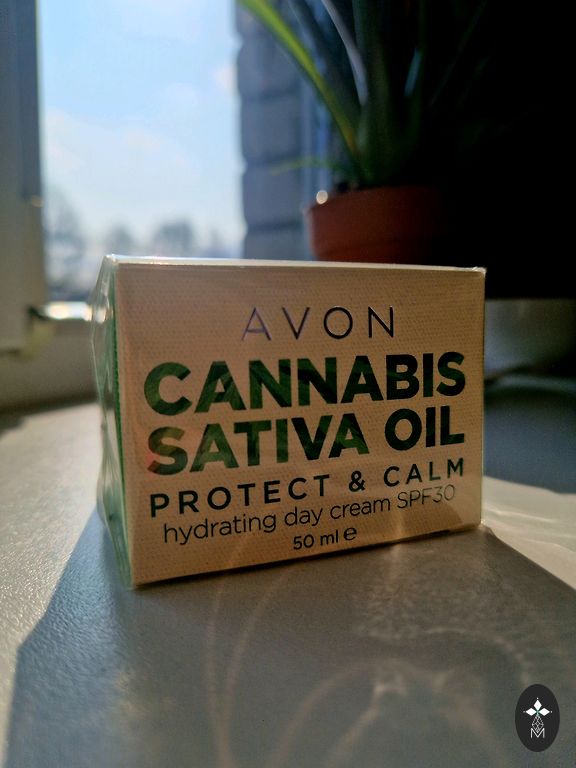 AVON
CANNABIS
SATIVA OIL
PROTECT & CALM
hydrating day cream SPF30
50 ml ℮